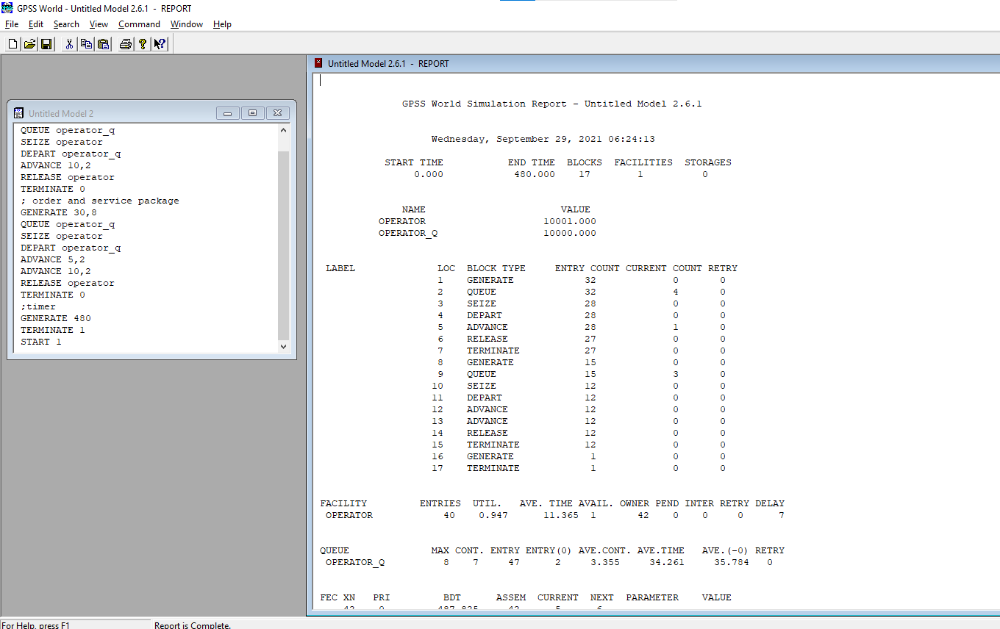 GPSS World - Untitled Model 2.6.1 - REPORT
File Edit Search View Command Window Help
Untitled Model 2
QUEUE operator_q
SEIZE operator
DEPART operator_q
ADVANCE 10,2
RELEASE operator
TERMINATE 0
; order and service package
GENERATE 30,8
QUEUE operator_q
SEIZE operator
DEPART operator_q
ADVANCE 5,2
ADVANCE 10,2
RELEASE operator
TERMINATE 0
;timer
GENERATE 480
TERMINATE 1
START 1
Untitled Model 2.6.1 - REPORT
GPSS World Simulation Report - Untitled Model 2.6.1
Wednesday, September 29, 2021 06:24:13
START TIME END TIME BLOCKS FACILITIES STORAGES
0.000 480.000 17 1 0
NAME VALUE
OPERATOR 10001.000
OPERATOR_Q 10000.000
LABEL LOC BLOCK TYPE ENTRY COUNT CURRENT COUNT RETRY
1 GENERATE 32 0 0
2 QUEUE 32 4 0
3 SEIZE 28 0 0
4 DEPART 28 0 0
5 ADVANCE 28 1 0
6 RELEASE 27 0 0
7 TERMINATE 27 0 0
8 GENERATE 15 0 0
9 QUEUE 15 3 0
10 SEIZE 12 0 0
11 DEPART 12 0 0
12 ADVANCE 12 0 0
13 ADVANCE 12 0 0
14 RELEASE 12 0 0
15 TERMINATE 12 0 0
16 GENERATE 1 0 0
17 TERMINATE 1 0 0
FACILITY ENTRIES UTIL. AVE. TIME AVAIL. OWNER PEND INTER RETRY DELAY
OPERATOR 40 0.947 11.365 1 42 0 0 0 7
QUEUE MAX CONT. ENTRY ENTRY(0) AVE.CONT. AVE.TIME AVE.(-0) RETRY
OPERATOR_Q 8 7 47 2 3.355 34.261 35.784 0
FEC XN PRI BDT ASSEM CURRENT NEXT PARAMETER VALUE
42 0 487.825 42 5 6
For Help, press F1 Report is Complete.